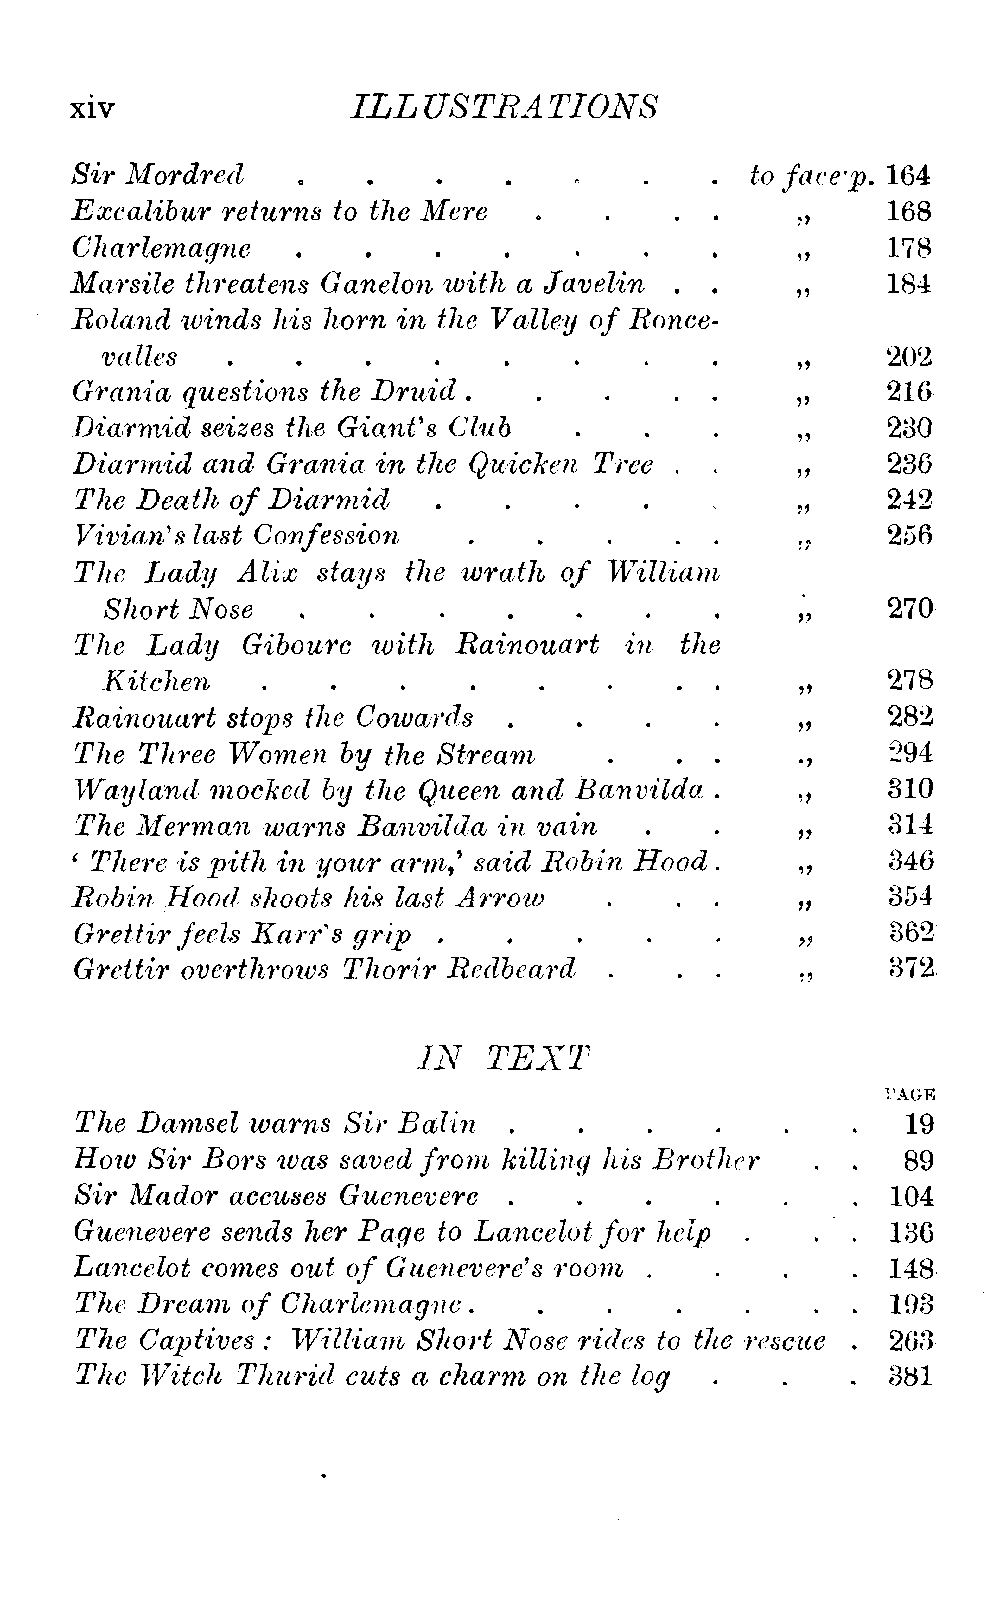 xiv ILLUSTRATIONS
Sir Mordred . . . . . . . to face p. 164
Excalibur returns to the Mere . . . . „ 168
Charlemagne . . . . . . . „ 178
Marsile threatens Ganelon with a Javelin . . „ 184
Roland winds his horn in the Valley of Ronce-
valles . . . . . . . . „ 202
Grania questions the Druid . . . . . „ 216
Diarmid seizes the Giant's Club . . . „ 230
Diarmid and Grania in the Quicken Tree . . „ 236
The Death of Diarmid . . . . . „ 242
Vivian's last Confession . . . . . „ 256
The Lady Alix stays the wrath of William
Short Nose . . . . . . . „ 270
The Lady Gibourc with Rainouart in the
Kitchen . . . . . . . . „ 278
Rainouart stops the Cowards . . . . „ 282
The Three Women by the Stream . . . „ 294
Wayland mocked by the Queen and Banvilda . „ 310
The Merman warns Banvilda in vain . . „ 314
‘ There is pith in your arm,’ said Robin Hood . „ 346
Robin Hood shoots his last Arrow . . . „ 354
Grettir feels Karr's grip . . . . . „ 362
Grettir overthrows Thorir Redbeard . . . „ 372
IN TEXT
PAGE
The Damsel warns Sir Balin . . . . . . 19
How Sir Bors was saved from killing his Brother . . 89
Sir Mador accuses Guenevere . . . . . . 104
Guenevere sends her Page to Lancelot for help . . . 136
Lancelot comes out of Guenevere's room . . . . 148
The Dream of Charlemagne . . . . . . . 193
The Captives : William Short Nose rides to the rescue . 263
The Witch Thurid cuts a charm on the log . . . 381